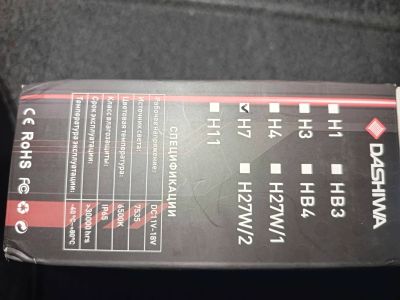 DASHIWA
H1 HB3
H3 HB4
H4 H27W/1
H7 H27W/2
H11
СПЕЦИФИКАЦИИ
Рабочее напряжение: DC11V-18V
Источник света: 7535
Цветовая температура: 6500K
Класс влагозащиты: IP65
Срок эксплуатации: >30000 hrs
Температура эксплуатации: -40°C~+80°C
CE RoHS FC